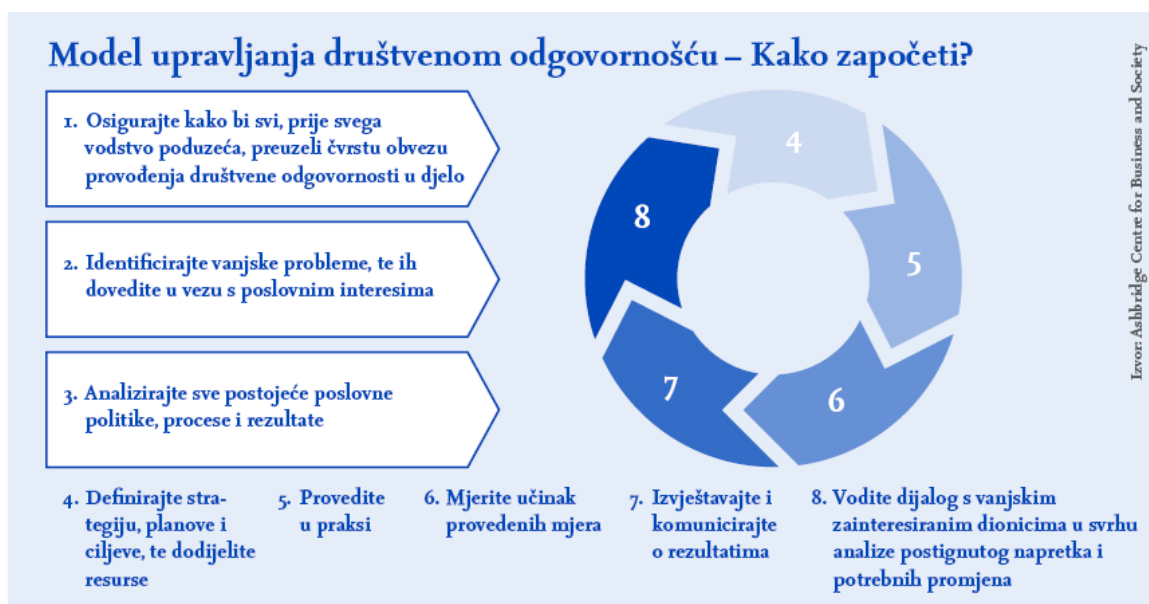 Model upravljanja društvenom odgovornošću – Kako započeti?
1. Osigurajte kako bi svi, prije svega
vodstvo poduzeća, preuzeli čvrstu obvezu
provođenja društvene odgovornosti u djelo
2. Identificirajte vanjske probleme, te ih
dovedite u vezu s poslovnim interesima
3. Analizirajte sve postojeće poslovne
politike, procese i rezultate
4
5
6
7
8
4. Definirajte stra-
tegiju, planove i
ciljeve, te dodijelite
resurse
5. Provedite
u praksi
6. Mjerite učinak
provedenih mjera
7. Izvještavajte i
komunicirajte
o rezultatima
8. Vodite dijalog s vanjskim
zainteresiranim dionicima u svrhu
analize postignutog napretka i
potrebnih promjena
Izvor: Ashbridge Centre for Business and Society